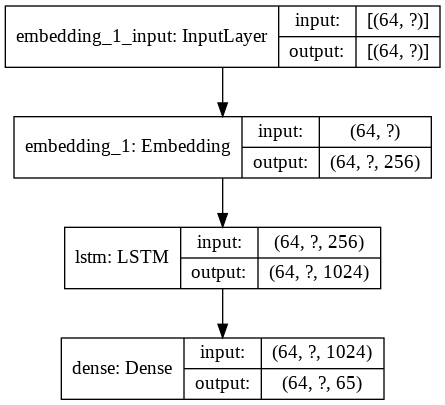 embedding_1_input: InputLayer
input: [(64, ?)]
output: [(64, ?)]
embedding_1: Embedding
input: (64, ?)
output: (64, ?, 256)
lstm: LSTM
input: (64, ?, 256)
output: (64, ?, 1024)
dense: Dense
input: (64, ?, 1024)
output: (64, ?, 65)